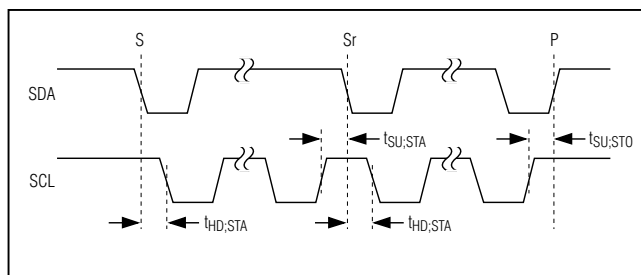 S Sr P
SDA
tSU;STA tSU;STO
SCL
tHD;STA tHD;STA